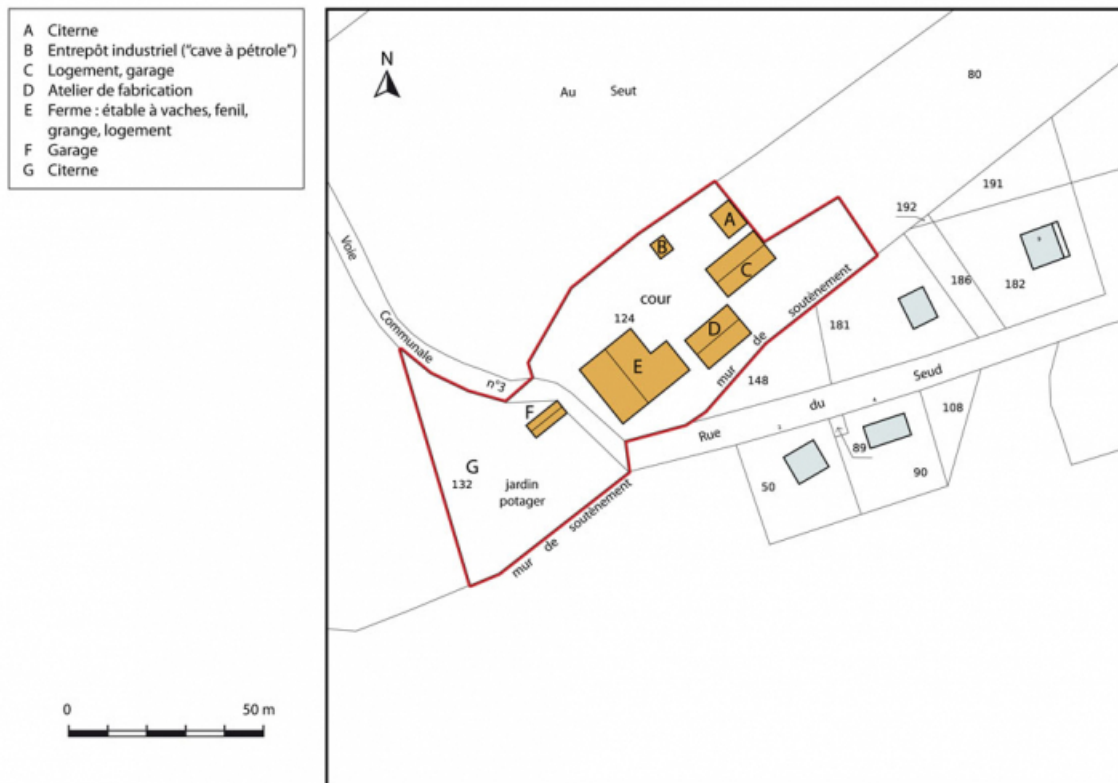 A Citerne
B Entrepôt industriel ("cave à pétrole")
C Logement, garage
D Atelier de fabrication
E Ferme : étable à vaches, fenil,
grange, logement
F Garage
G Citerne
0 50 m
N
Au Seut
80
191
192
A
B
C
186
182
Voie Communale n°3
cour
124
181
D
E
mur de soutènement
148
Rue du Seud
F
108
89
90
50
G
132
jardin
potager
mur de soutènement